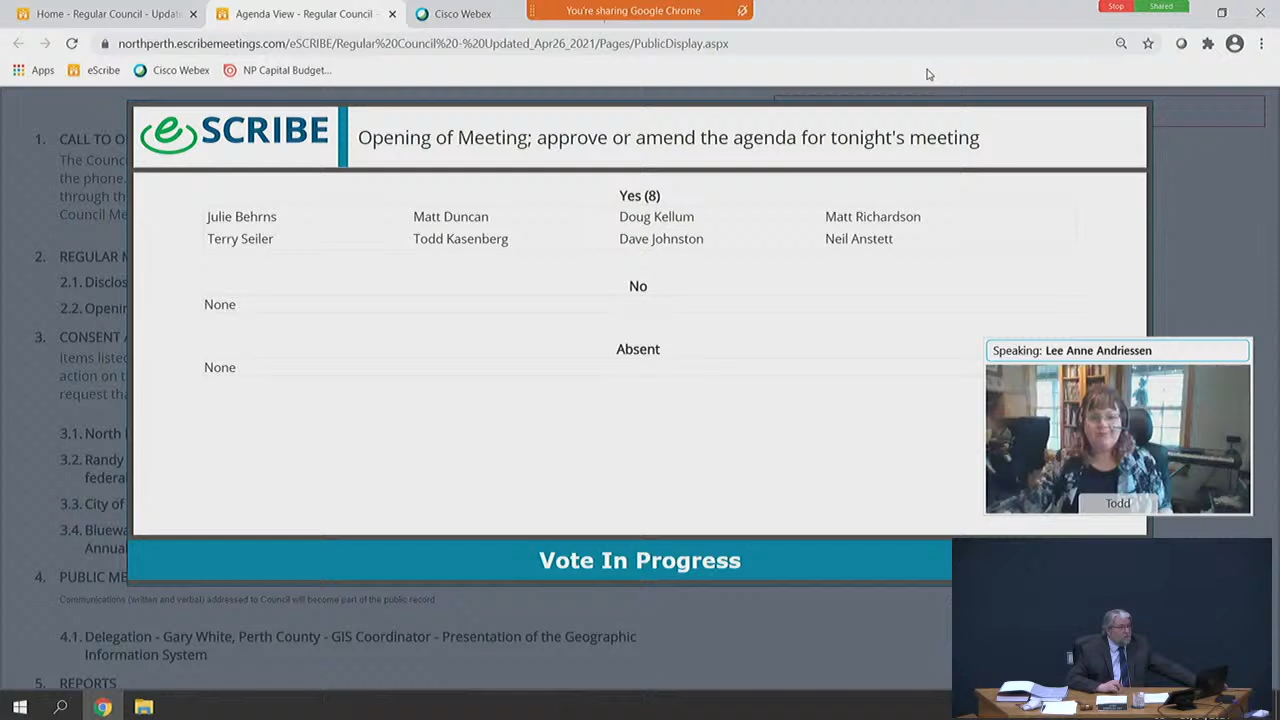 Home - Regular Council - Updat
Agenda View - Regular Council -
Cisco Webex
You're sharing Google Chrome
Stop
Shared
northperth.escribemeetings.com/eSCRIBE/Regular%20Council%20-%20Updated_Apr26_2021/Pages/PublicDisplay.aspx
Apps
eScribe
Cisco Webex
NP Capital Budget...
eSCRIBE
Opening of Meeting; approve or amend the agenda for tonight's meeting
Yes (8)
Julie Behrns Matt Duncan Doug Kellum Matt Richardson
Terry Seiler Todd Kasenberg Dave Johnston Neil Anstett
No
None
Absent
None
Vote In Progress
Speaking: Lee Anne Andriessen
Todd
1. CALL TO O
The Counc
the phone.
through th
Council Me
2. REGULAR M
2.1. Disclos
2.2. Openin
3. CONSENT A
Items listed
action on t
request tha
3.1. North
3.2. Randy
federa
3.3. City of
3.4. Bluewa
Annua
4. PUBLIC ME
Communications (written and verbal) addressed to Council will become part of the public record
4.1. Delegation - Gary White, Perth County - GIS Coordinator - Presentation of the Geographic
Information System
5. REPORTS